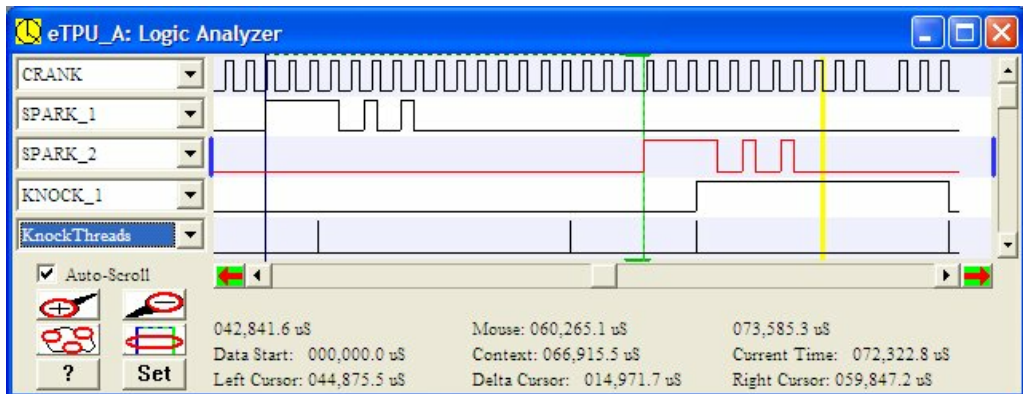 eTPU_A: Logic Analyzer
CRANK
SPARK_1
SPARK_2
KNOCK_1
KnockThreads
Auto-Scroll
042,841.6 uS Mouse: 060,265.1 uS 073,585.3 uS
Data Start: 000,000.0 uS Context: 066,915.5 uS Current Time: 072,322.8 uS
? Set Left Cursor: 044,875.5 uS Delta Cursor: 014,971.7 uS Right Cursor: 059,847.2 uS